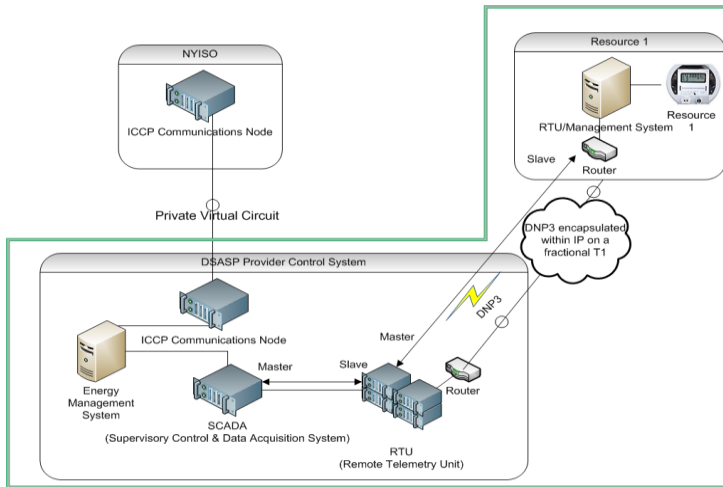 NYISO
ICCP Communications Node
Private Virtual Circuit
Resource 1
RTU/Management System
Resource
1
Slave
Router
DNP3 encapsulated
within IP on a
fractional T1
DSASP Provider Control System
ICCP Communications Node
DNP3
Master
Master
Slave
Router
Energy
Management
System
SCADA
(Supervisory Control & Data Acquisition System)
RTU
(Remote Telemetry Unit)